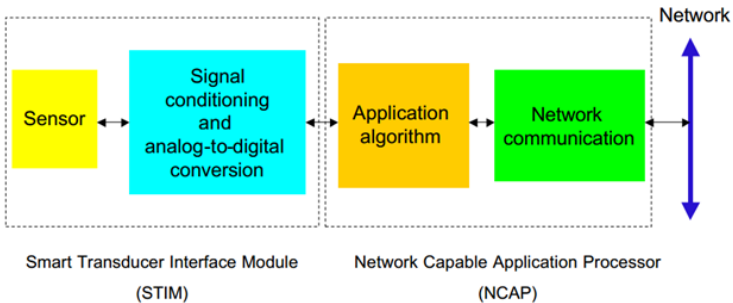 Network
Sensor
Signal
conditioning
and
analog-to-digital
conversion
Application
algorithm
Network
communication
Smart Transducer Interface Module
(STIM)
Network Capable Application Processor
(NCAP)